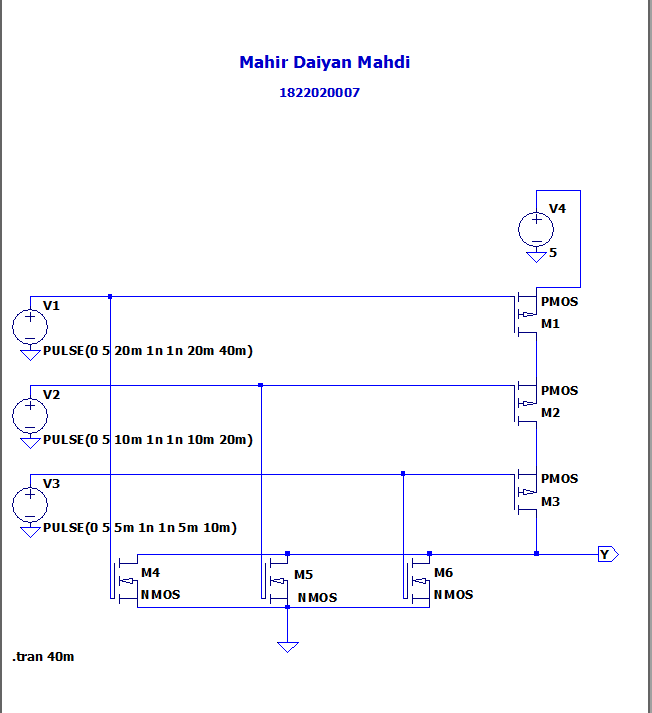 Mahir Daiyan Mahdi
1822020007
V4
5
V1
PMOS
M1
PULSE(0 5 20m 1n 1n 20m 40m)
V2
PMOS
M2
PULSE(0 5 10m 1n 1n 10m 20m)
V3
PMOS
M3
PULSE(0 5 5m 1n 1n 5m 10m)
Y
M4
M5
M6
NMOS
NMOS
NMOS
.tran 40m